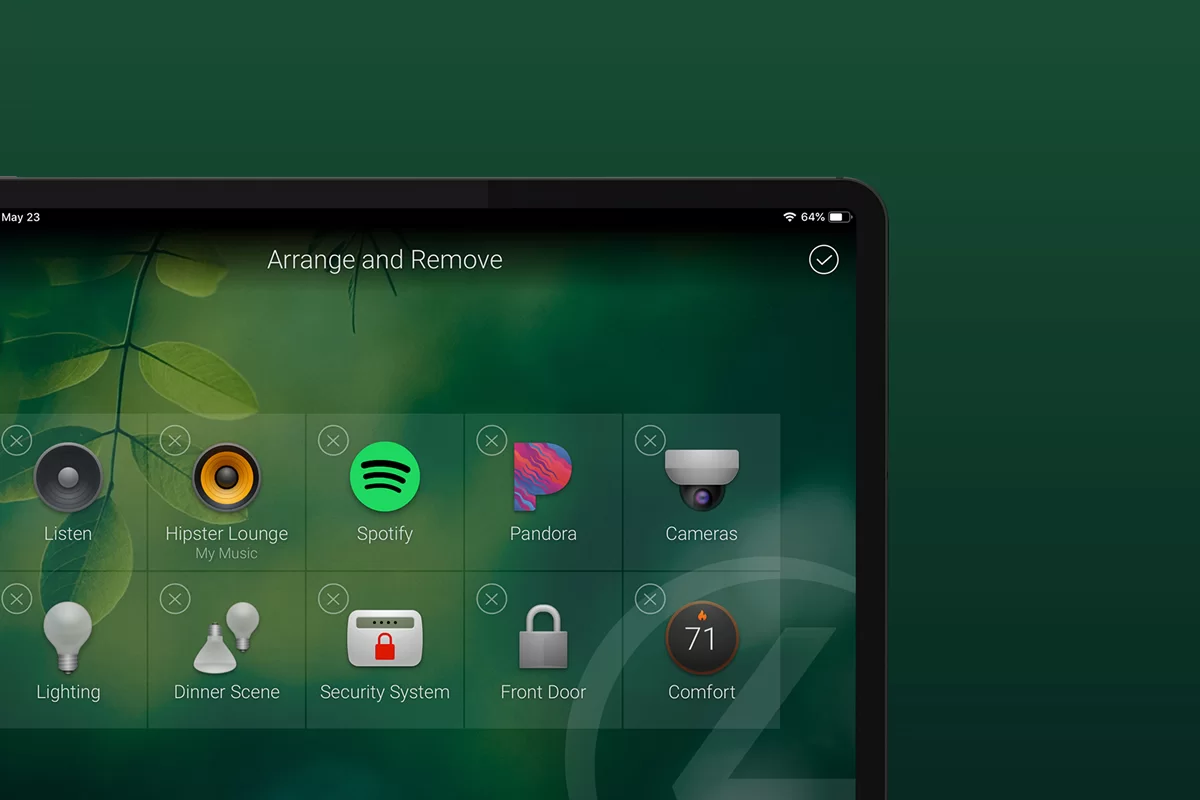 May 23
64%
Arrange and Remove
Listen
Hipster Lounge
My Music
Spotify
Pandora
Cameras
71
Lighting
Dinner Scene
Security System
Front Door
Comfort